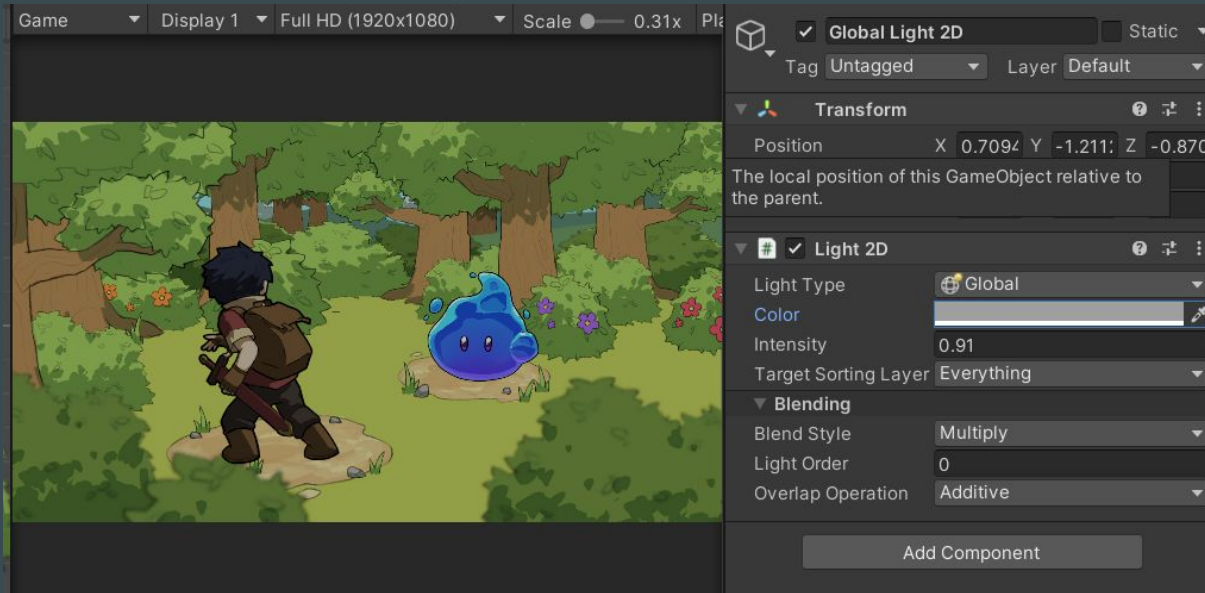 Game Display 1 Full HD (1920x1080) Scale 0.31x Pla
Global Light 2D Static
Tag Untagged Layer Default
Transform
Position X 0.7094 Y -1.211: Z -0.870
The local position of this GameObject relative to
the parent.
# Light 2D
Light Type Global
Color
Intensity 0.91
Target Sorting Layer Everything
Blending
Blend Style Multiply
Light Order 0
Overlap Operation Additive
Add Component